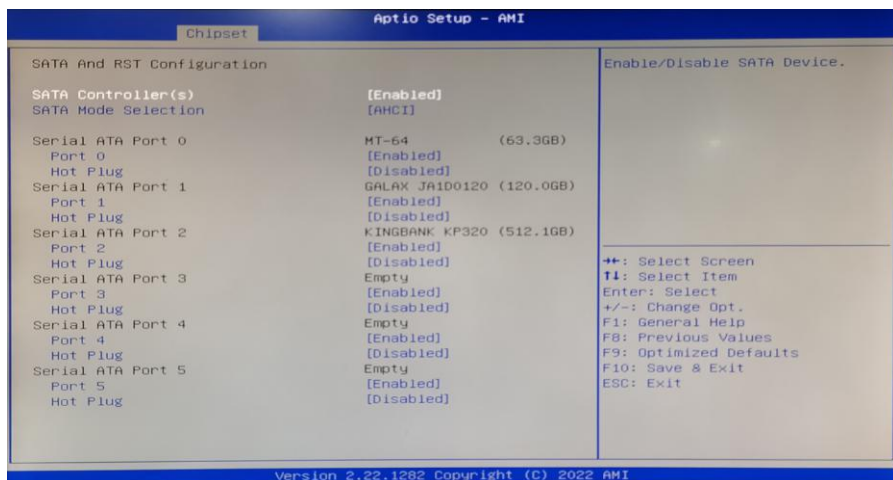 Aptio Setup - AMI
Chipset
SATA And RST Configuration
SATA Controller(s) [Enabled]
SATA Mode Selection [AHCI]
Serial ATA Port 0 MT-64 (63.3GB)
Port 0 [Enabled]
Hot Plug [Disabled]
Serial ATA Port 1 GALAX JA1D0120 (120.0GB)
Port 1 [Enabled]
Hot Plug [Disabled]
Serial ATA Port 2 KINGBANK KP320 (512.1GB)
Port 2 [Enabled]
Hot Plug [Disabled]
Serial ATA Port 3 Empty
Port 3 [Enabled]
Hot Plug [Disabled]
Serial ATA Port 4 Empty
Port 4 [Enabled]
Hot Plug [Disabled]
Serial ATA Port 5 Empty
Port 5 [Enabled]
Hot Plug [Disabled]
Enable/Disable SATA Device.
→←: Select Screen
↑↓: Select Item
Enter: Select
+/-: Change Opt.
F1: General Help
F8: Previous Values
F9: Optimized Defaults
F10: Save & Exit
ESC: Exit
Version 2.22.1282 Copyright (C) 2022 AMI